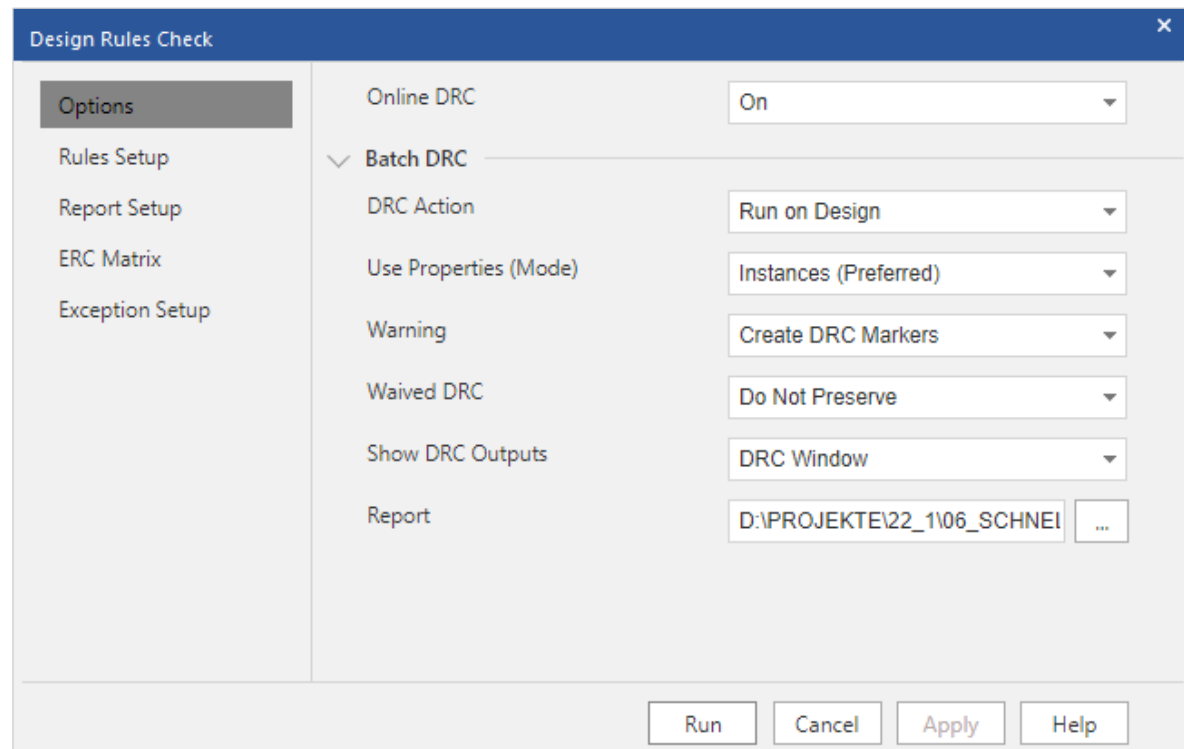 Design Rules Check
Options
Rules Setup
Report Setup
ERC Matrix
Exception Setup
Online DRC On
Batch DRC
DRC Action Run on Design
Use Properties (Mode) Instances (Preferred)
Warning Create DRC Markers
Waived DRC Do Not Preserve
Show DRC Outputs DRC Window
Report D:\PROJEKTE\22_1\06_SCHNEL ...
Run Cancel Apply Help